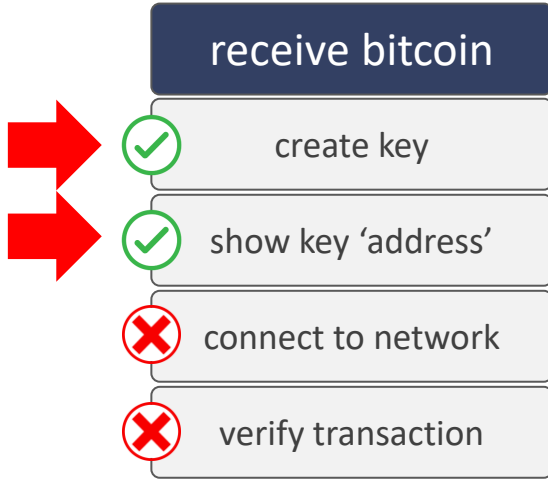 receive bitcoin
create key
show key ‘address’
connect to network
verify transaction